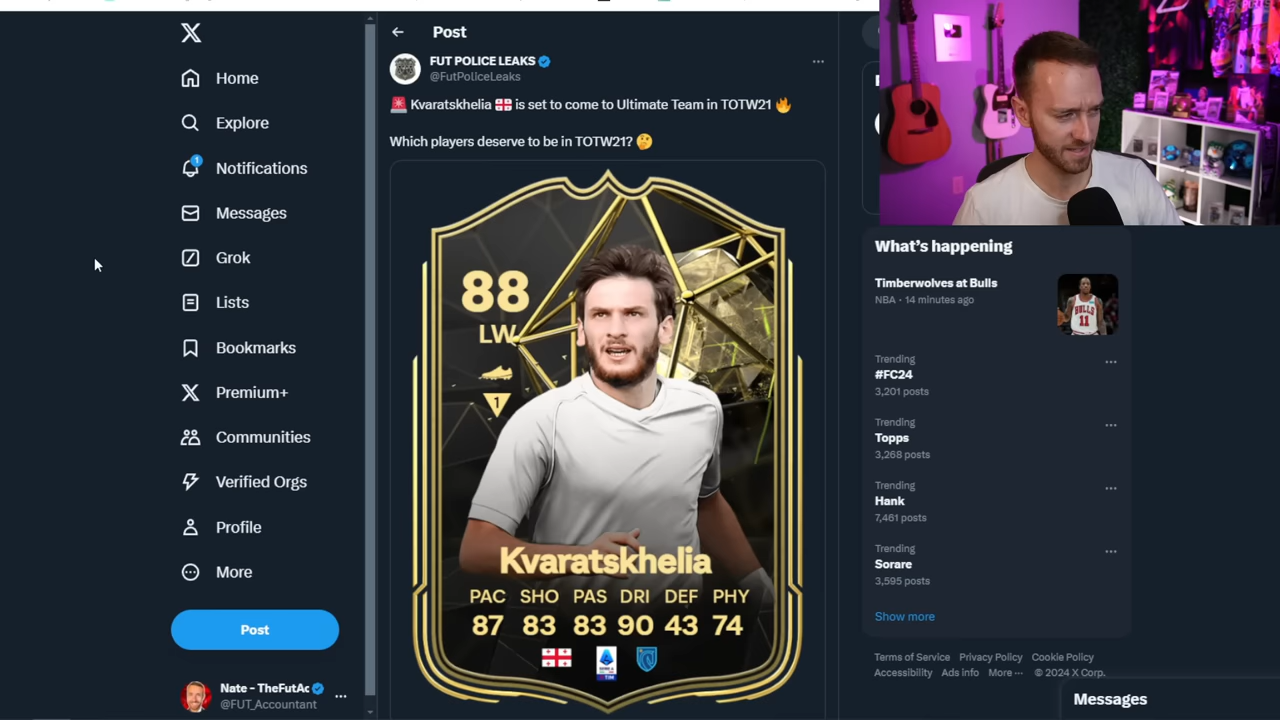 Home
Explore
1
Notifications
Messages
Grok
Lists
Bookmarks
Premium+
Communities
Verified Orgs
Profile
More
Post
Nate - TheFutAc
@FUT_Accountant
Post
FUT POLICE LEAKS
@FutPoliceLeaks
🚨 Kvaratskhelia 🇬🇪 is set to come to Ultimate Team in TOTW21 🔥
Which players deserve to be in TOTW21? 🤔
88
LW
1
Kvaratskhelia
PAC SHO PAS DRI DEF PHY
87 83 83 90 43 74
What's happening
Timberwolves at Bulls
NBA · 14 minutes ago
BULLS
11
Trending
#FC24
3,201 posts
Trending
Topps
3,268 posts
Trending
Hank
7,461 posts
Trending
Sorare
3,595 posts
Show more
Terms of Service Privacy Policy Cookie Policy
Accessibility Ads info More ··· © 2024 X Corp.
Messages